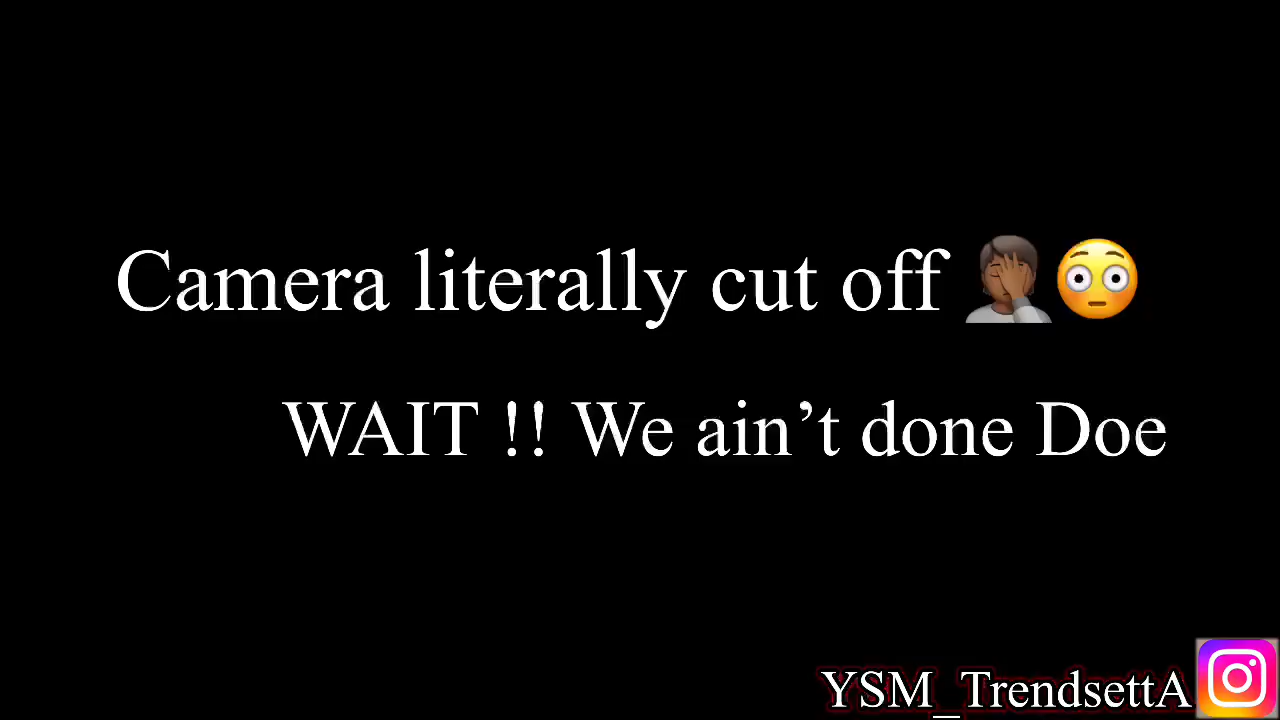 Camera literally cut off 🤦🏾😳
WAIT !! We ain’t done Doe
YSM_TrendsettA